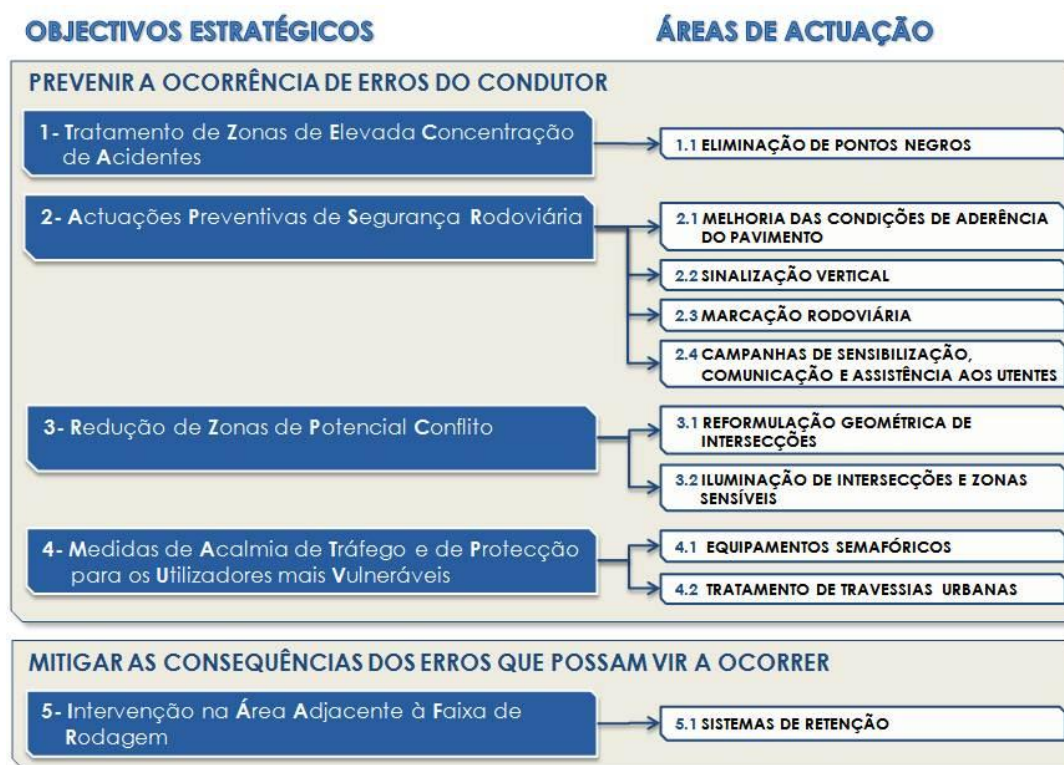 OBJECTIVOS ESTRATÉGICOS
ÁREAS DE ACTUAÇÃO
PREVENIR A OCORRÊNCIA DE ERROS DO CONDUTOR
1- Tratamento de Zonas de Elevada Concentração
de Acidentes
1.1 ELIMINAÇÃO DE PONTOS NEGROS
2- Actuações Preventivas de Segurança Rodoviária
2.1 MELHORIA DAS CONDIÇÕES DE ADERÊNCIA
DO PAVIMENTO
2.2 SINALIZAÇÃO VERTICAL
2.3 MARCAÇÃO RODOVIÁRIA
2.4 CAMPANHAS DE SENSIBILIZAÇÃO,
COMUNICAÇÃO E ASSISTÊNCIA AOS UTENTES
3- Redução de Zonas de Potencial Conflito
3.1 REFORMULAÇÃO GEOMÉTRICA DE
INTERSECÇÕES
3.2 ILUMINAÇÃO DE INTERSECÇÕES E ZONAS
SENSÍVEIS
4- Medidas de Acalmia de Tráfego e de Protecção
para os Utilizadores mais Vulneráveis
4.1 EQUIPAMENTOS SEMAFÓRICOS
4.2 TRATAMENTO DE TRAVESSIAS URBANAS
MITIGAR AS CONSEQUÊNCIAS DOS ERROS QUE POSSAM VIR A OCORRER
5- Intervenção na Área Adjacente à Faixa de
Rodagem
5.1 SISTEMAS DE RETENÇÃO